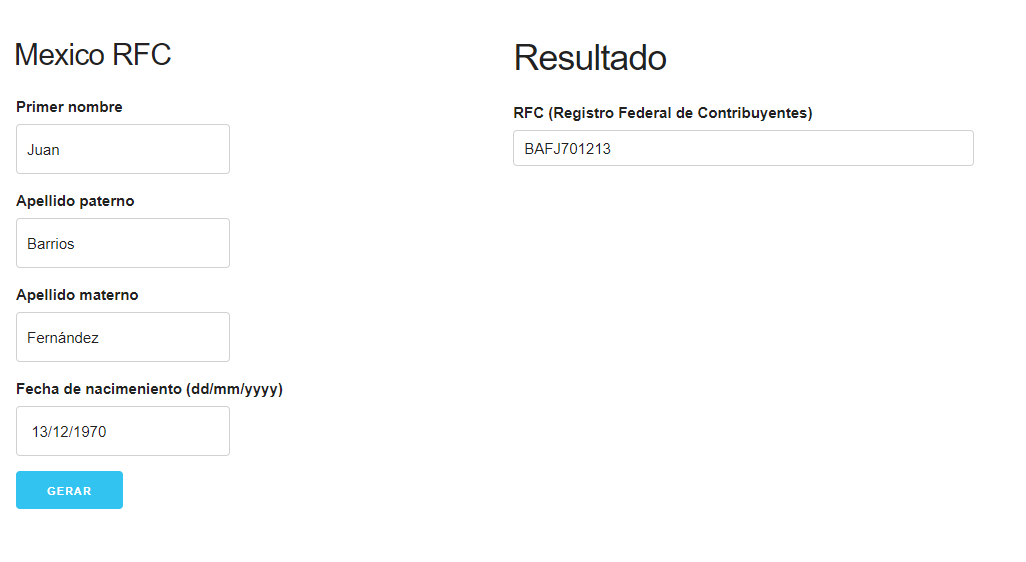 Mexico RFC
Primer nombre
Juan
Apellido paterno
Barrios
Apellido materno
Fernández
Fecha de nacimeniento (dd/mm/yyyy)
13/12/1970
GERAR
Resultado
RFC (Registro Federal de Contribuyentes)
BAFJ701213